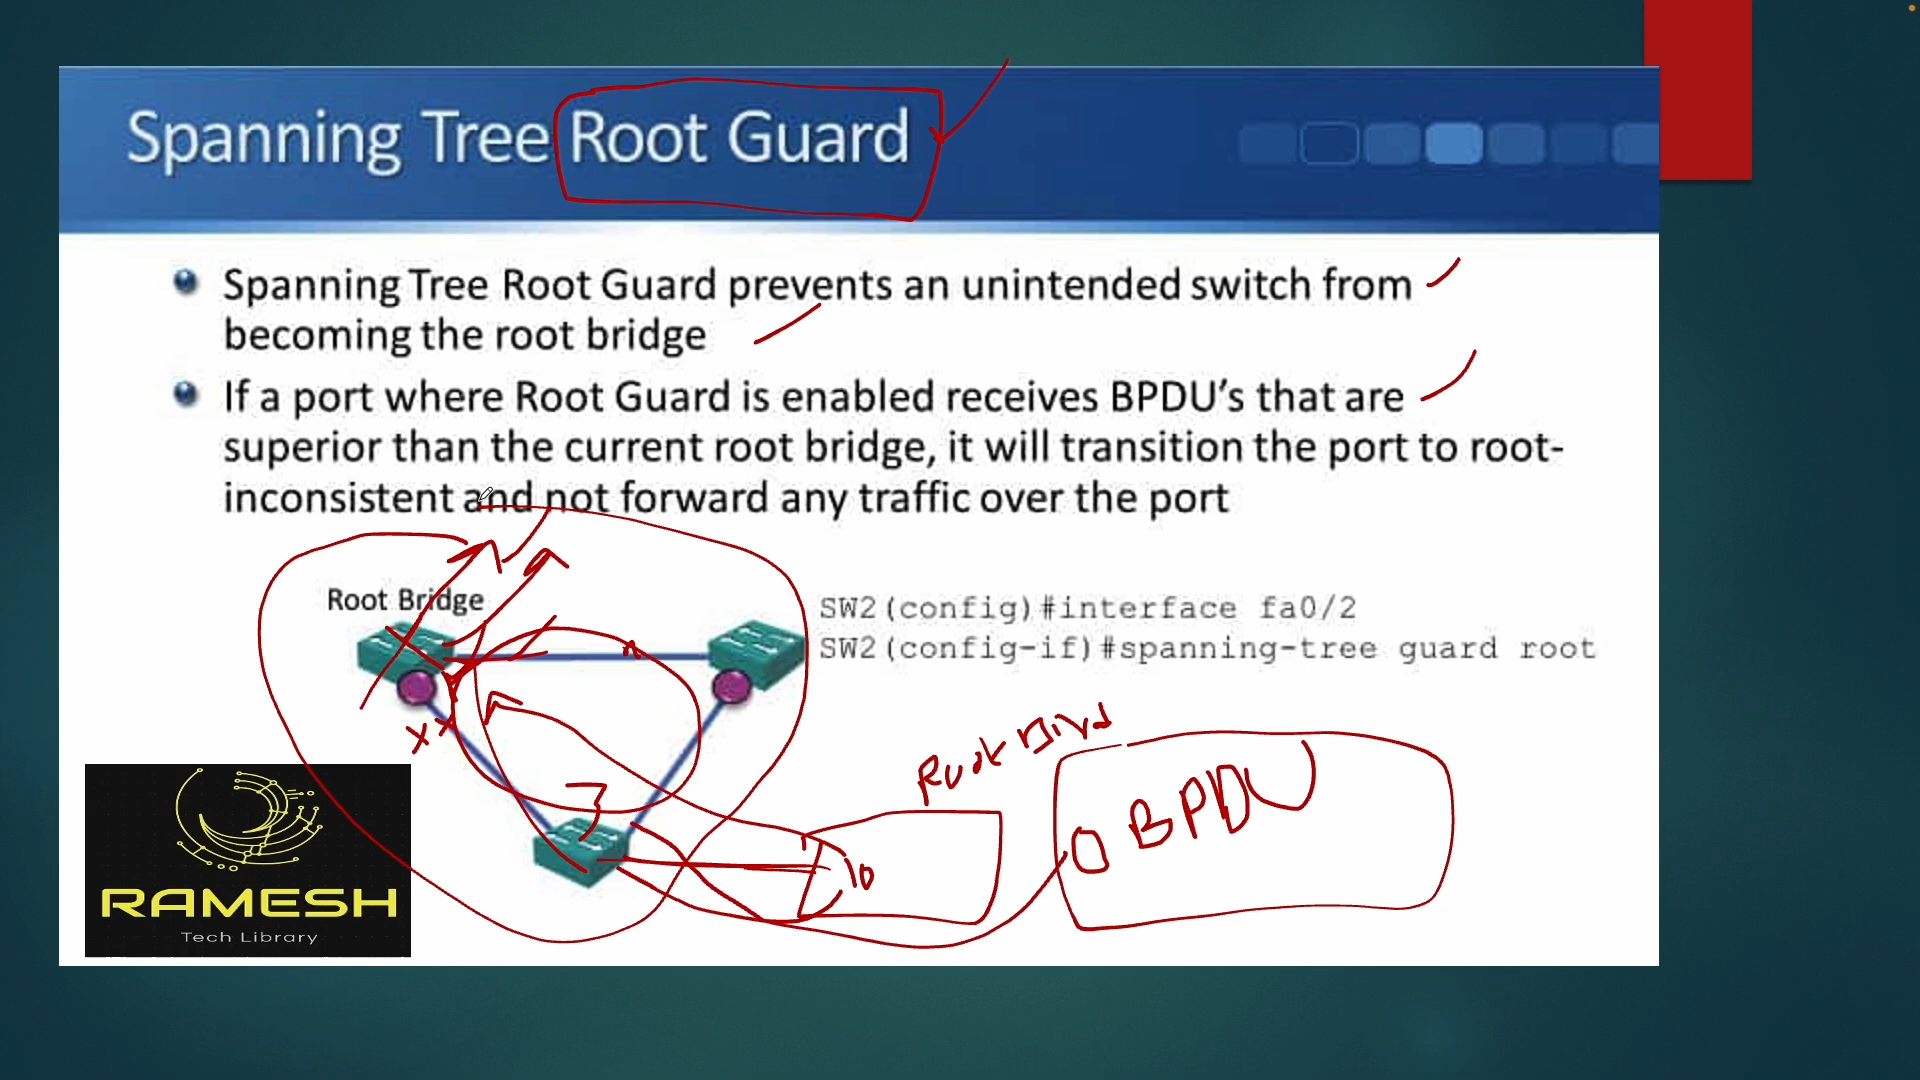 Spanning Tree Root Guard
Spanning Tree Root Guard prevents an unintended switch from
becoming the root bridge
If a port where Root Guard is enabled receives BPDU's that are
superior than the current root bridge, it will transition the port to root-
inconsistent and not forward any traffic over the port
Root Bridge
SW2(config)#interface fa0/2
SW2(config-if)#spanning-tree guard root
Root
BPDU
10
RAMESH
Tech Library